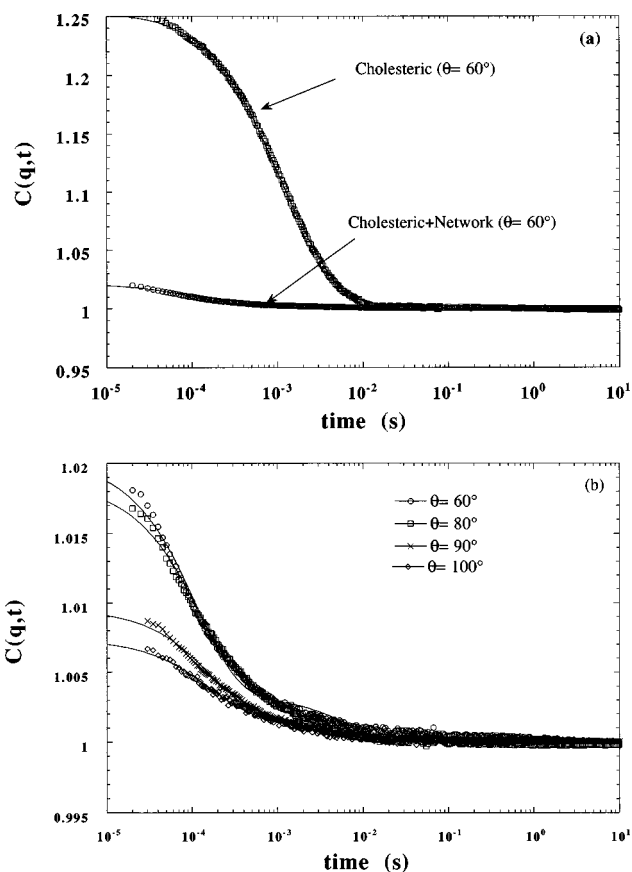 1.25
(a)
Cholesteric (θ= 60°)
1.2
1.15
C(q,t)
1.1
Cholesteric+Network (θ= 60°)
1.05
1
0.95
10⁻⁵ 10⁻⁴ 10⁻³ 10⁻² 10⁻¹ 10⁰ 10¹
time (s)
1.02
(b)
θ= 60°
θ= 80°
1.015
θ= 90°
θ= 100°
1.01
C(q,t)
1.005
1
0.995
10⁻⁵ 10⁻⁴ 10⁻³ 10⁻² 10⁻¹ 10⁰ 10¹
time (s)